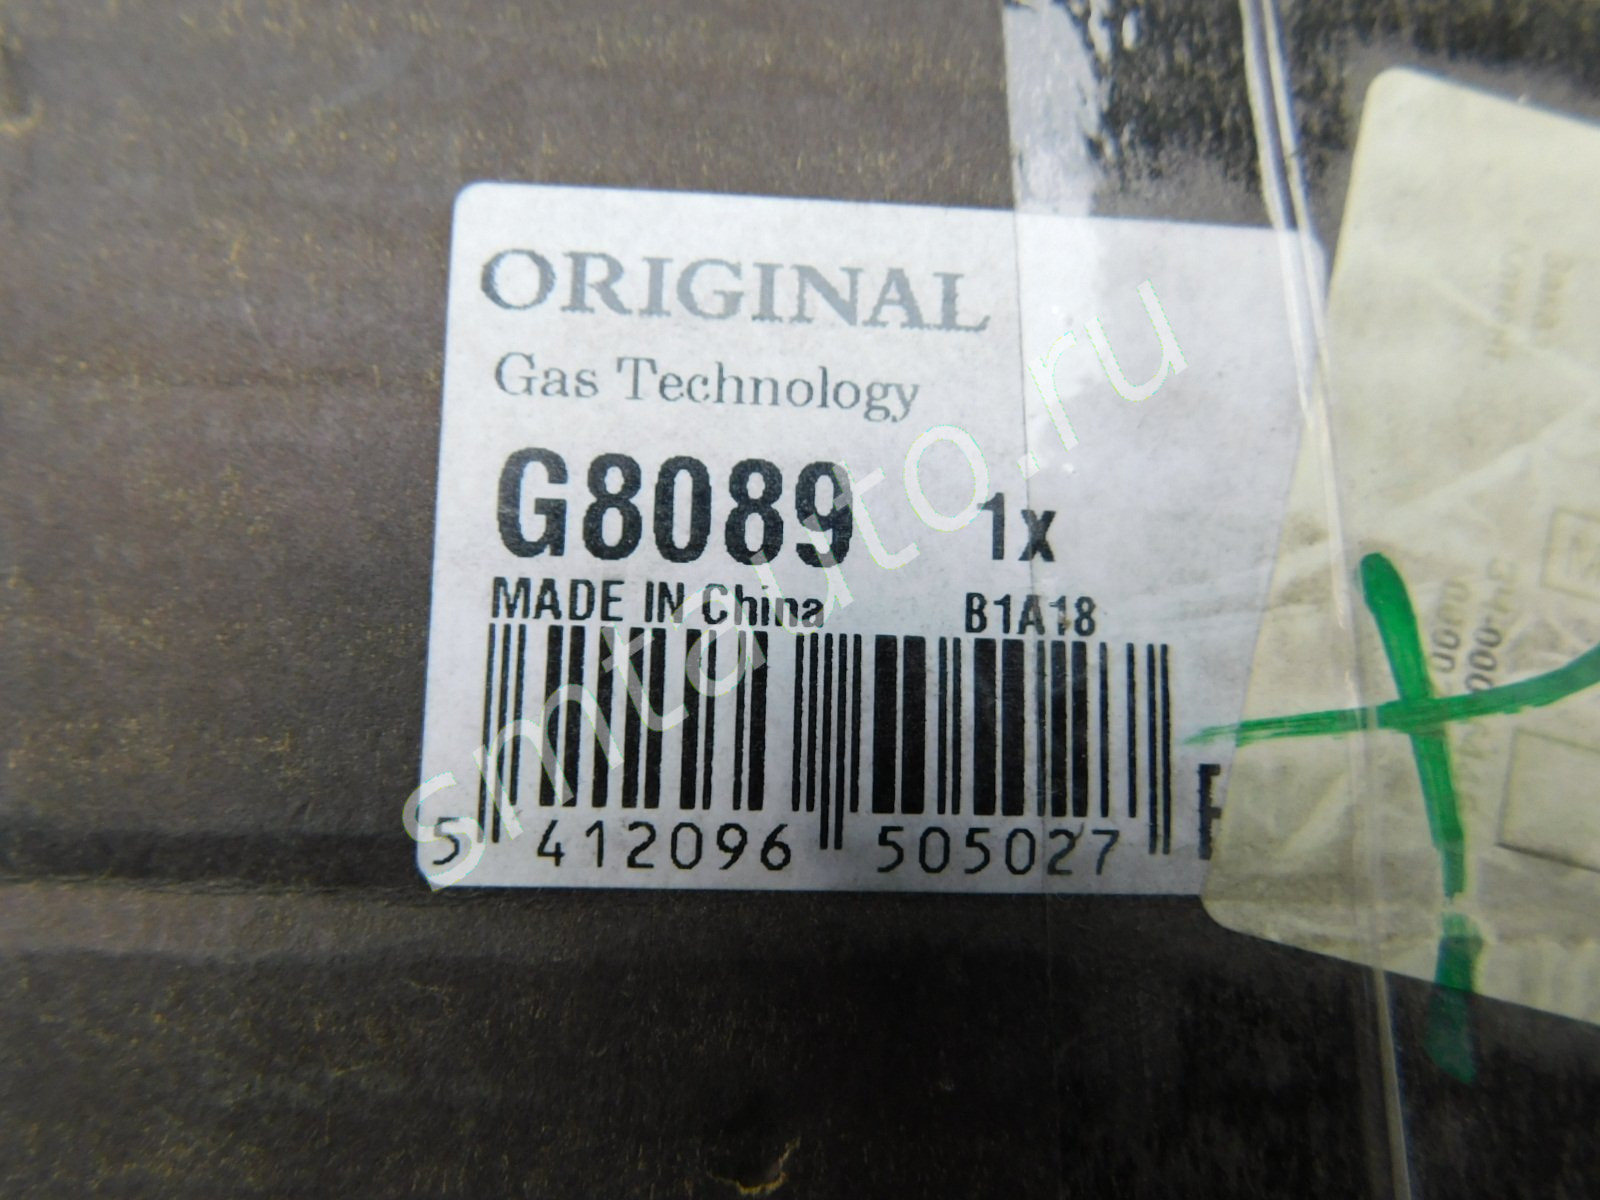 ORIGINAL
Gas Technology
G8089 1x
MADE IN China B1A18
5 412096 505027
smtauto.ru